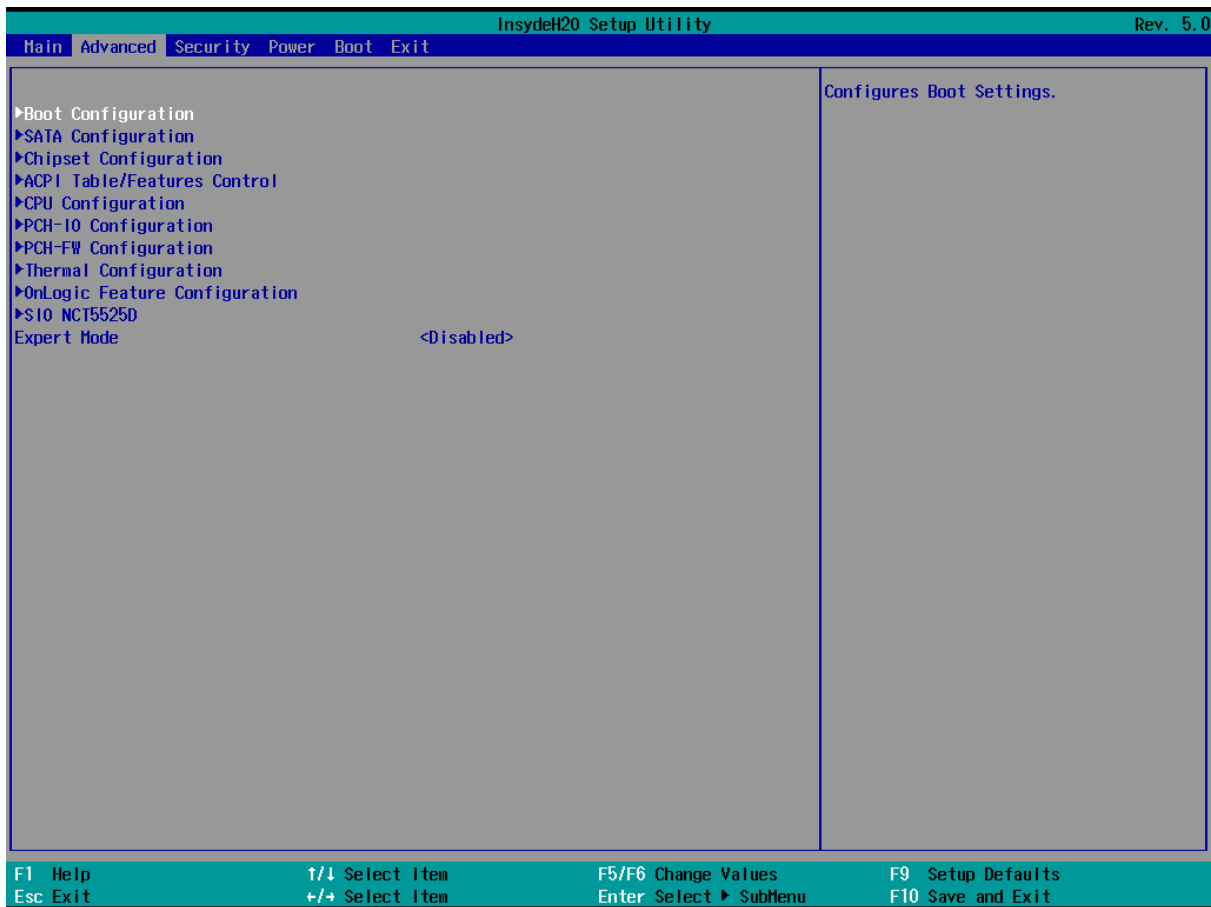 InsydeH20 Setup Utility Rev. 5.0
Main Advanced Security Power Boot Exit
Configures Boot Settings.
▶Boot Configuration
▶SATA Configuration
▶Chipset Configuration
▶ACPI Table/Features Control
▶CPU Configuration
▶PCH-IO Configuration
▶PCH-FW Configuration
▶Thermal Configuration
▶OnLogic Feature Configuration
▶SIO NCT5525D
Expert Mode <Disabled>
F1 Help ↑/↓ Select Item F5/F6 Change Values F9 Setup Defaults
Esc Exit ←/→ Select Item Enter Select ▶ SubMenu F10 Save and Exit